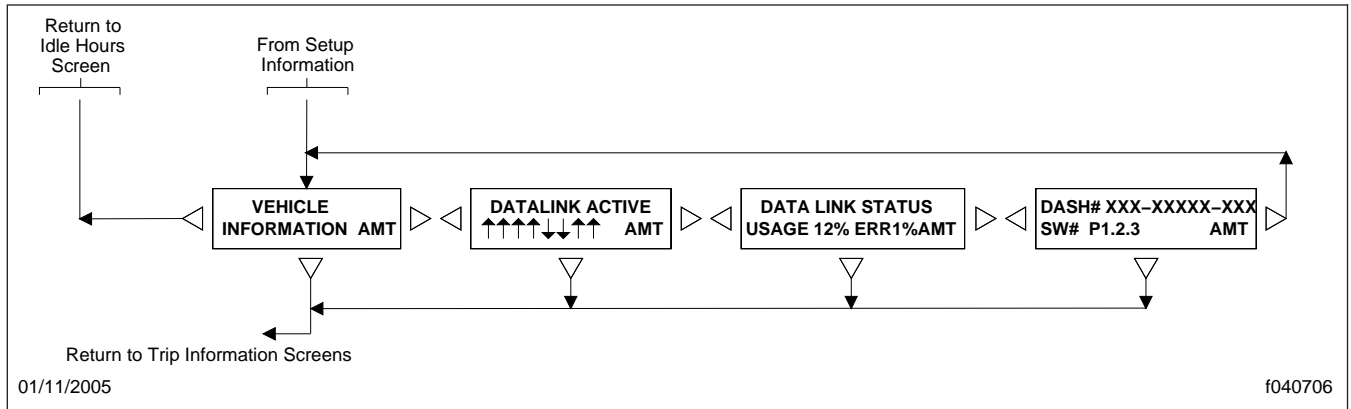 Return to
Idle Hours
Screen
From Setup
Information
VEHICLE
INFORMATION AMT
DATALINK ACTIVE
↑↑↑↑↓↓↑↑ AMT
DATA LINK STATUS
USAGE 12% ERR1%AMT
DASH# XXX–XXXXX–XXX
SW# P1.2.3 AMT
Return to Trip Information Screens
01/11/2005
f040706